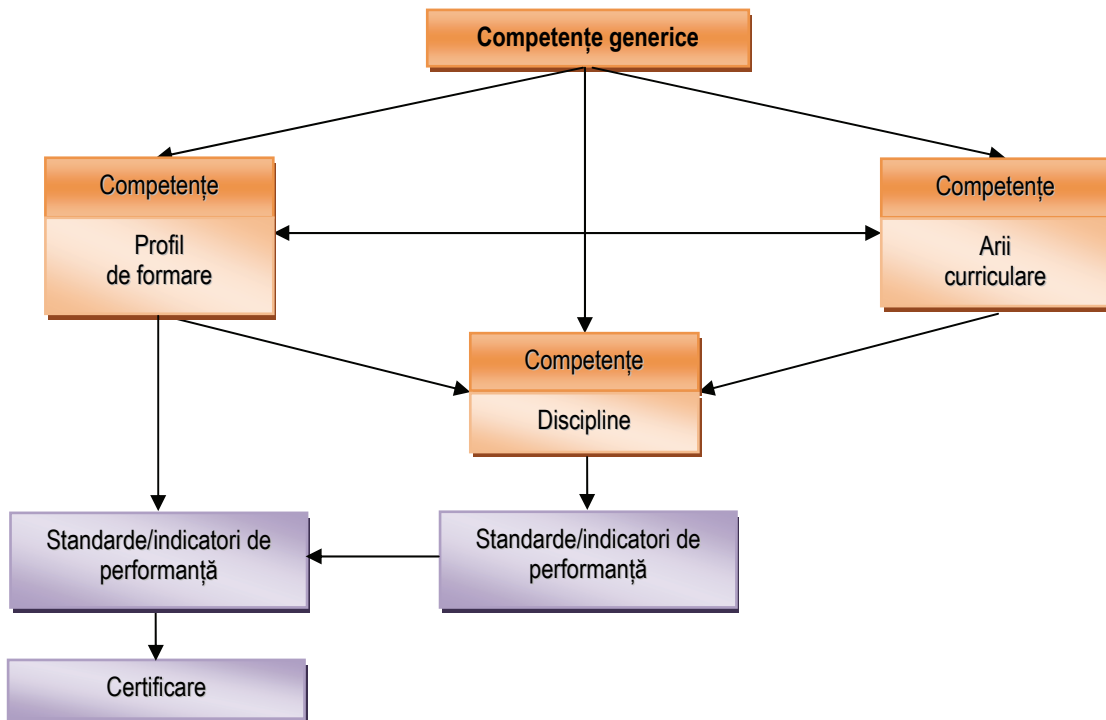 Competențe generice
Competențe
Profil
de formare
Competențe
Arii
curriculare
Competențe
Discipline
Standarde/indicatori de
performanță
Standarde/indicatori de
performanță
Certificare